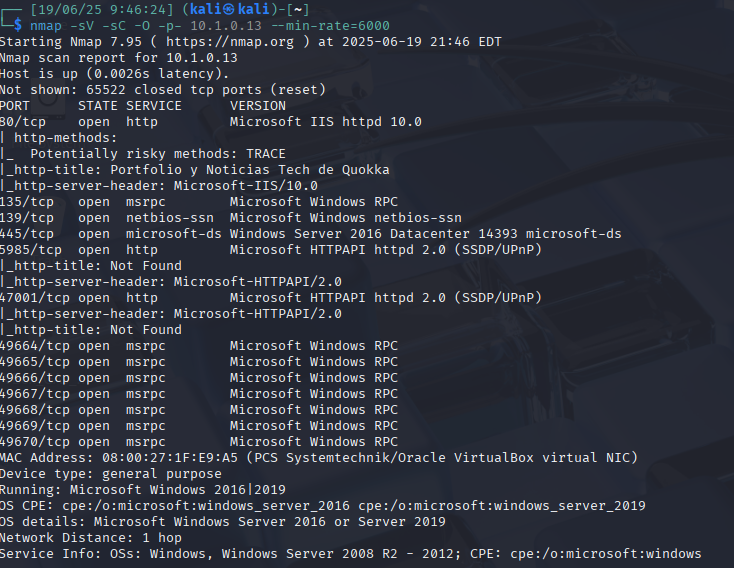 ┌── [19/06/25 9:46:24] (kali㉿kali)-[~]
└─$ nmap -sV -sC -O -p- 10.1.0.13 --min-rate=6000
Starting Nmap 7.95 ( https://nmap.org ) at 2025-06-19 21:46 EDT
Nmap scan report for 10.1.0.13
Host is up (0.0026s latency).
Not shown: 65522 closed tcp ports (reset)
PORT      STATE SERVICE      VERSION
80/tcp    open  http         Microsoft IIS httpd 10.0
| http-methods:
|_  Potentially risky methods: TRACE
|_http-title: Portfolio y Noticias Tech de Quokka
|_http-server-header: Microsoft-IIS/10.0
135/tcp   open  msrpc        Microsoft Windows RPC
139/tcp   open  netbios-ssn  Microsoft Windows netbios-ssn
445/tcp   open  microsoft-ds Windows Server 2016 Datacenter 14393 microsoft-ds
5985/tcp  open  http         Microsoft HTTPAPI httpd 2.0 (SSDP/UPnP)
|_http-title: Not Found
|_http-server-header: Microsoft-HTTPAPI/2.0
47001/tcp open  http         Microsoft HTTPAPI httpd 2.0 (SSDP/UPnP)
|_http-server-header: Microsoft-HTTPAPI/2.0
|_http-title: Not Found
49664/tcp open  msrpc        Microsoft Windows RPC
49665/tcp open  msrpc        Microsoft Windows RPC
49666/tcp open  msrpc        Microsoft Windows RPC
49667/tcp open  msrpc        Microsoft Windows RPC
49668/tcp open  msrpc        Microsoft Windows RPC
49669/tcp open  msrpc        Microsoft Windows RPC
49670/tcp open  msrpc        Microsoft Windows RPC
MAC Address: 08:00:27:1F:E9:A5 (PCS Systemtechnik/Oracle VirtualBox virtual NIC)
Device type: general purpose
Running: Microsoft Windows 2016|2019
OS CPE: cpe:/o:microsoft:windows_server_2016 cpe:/o:microsoft:windows_server_2019
OS details: Microsoft Windows Server 2016 or Server 2019
Network Distance: 1 hop
Service Info: OSs: Windows, Windows Server 2008 R2 - 2012; CPE: cpe:/o:microsoft:windows